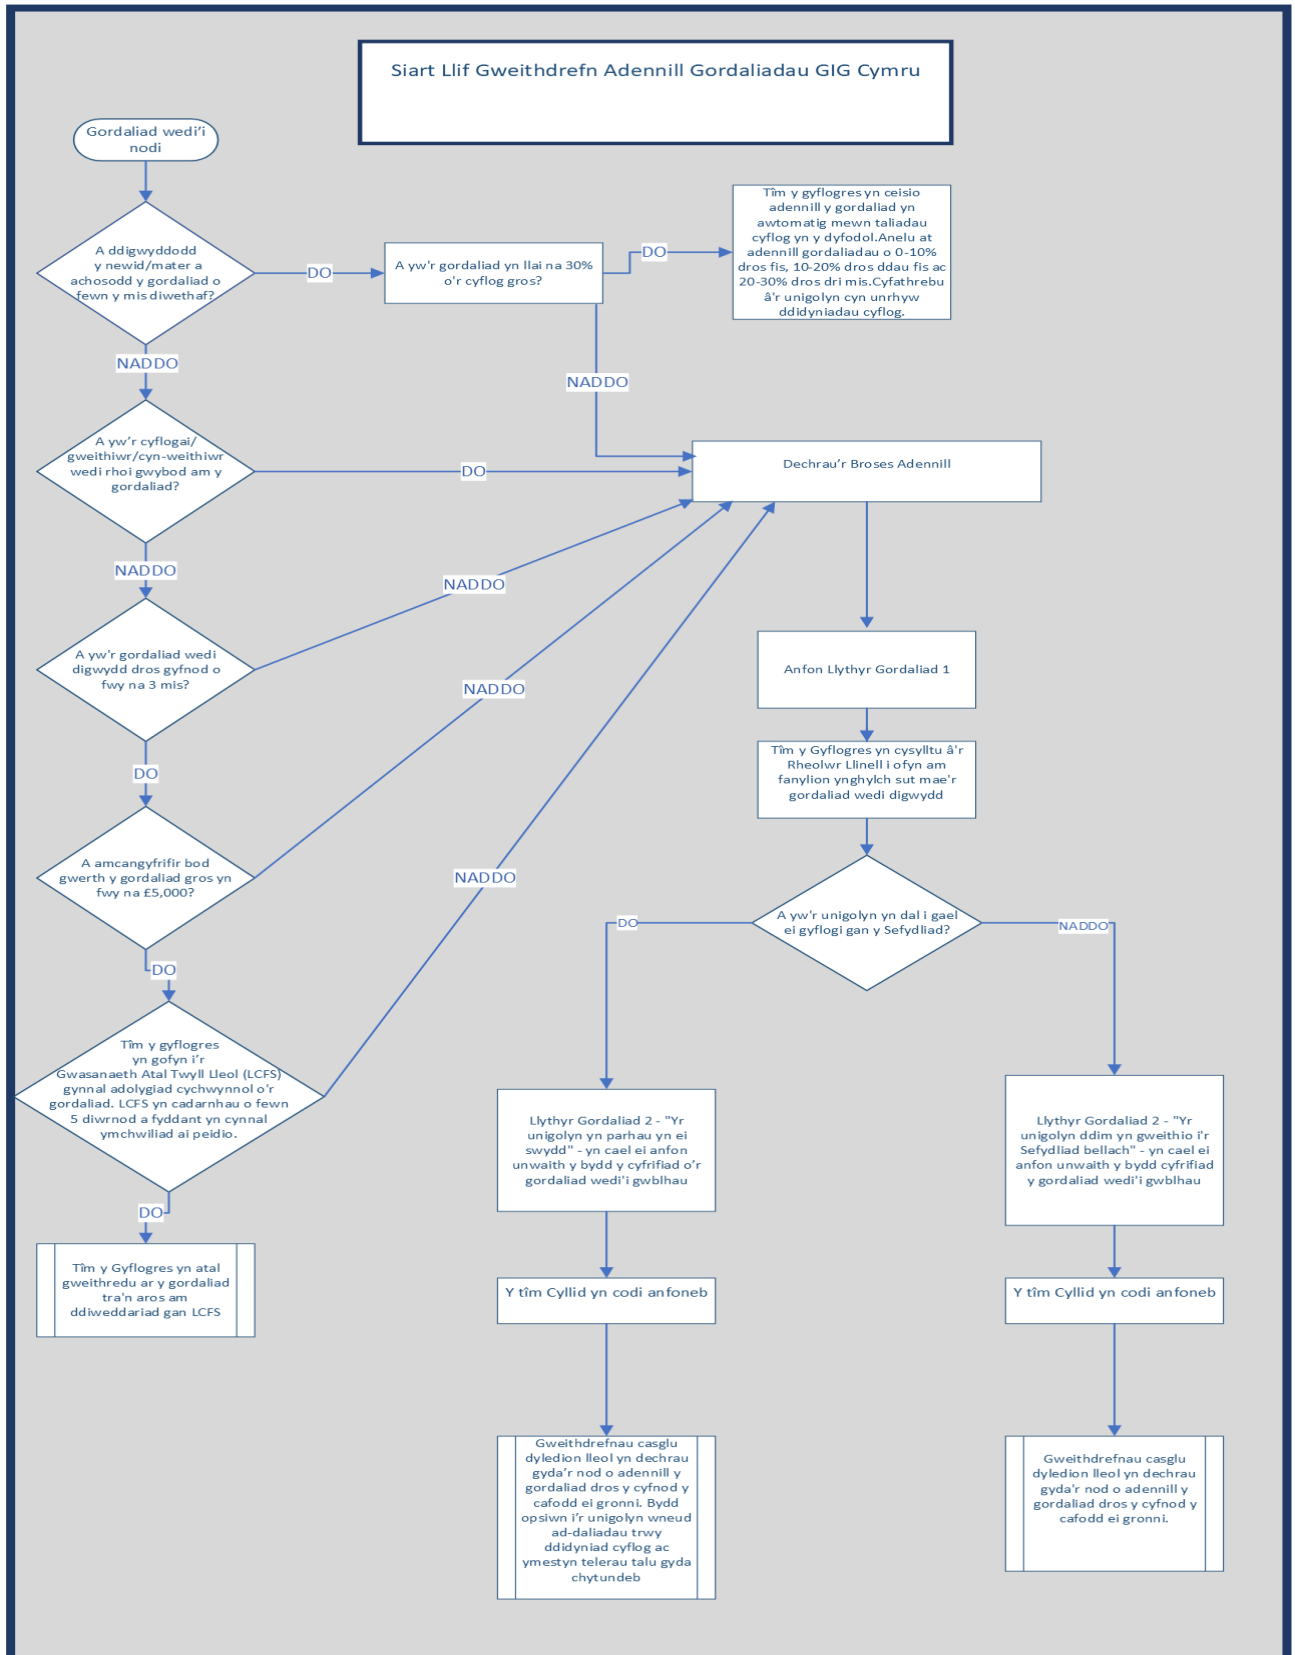 Siart Llif Gweithdrefn Adennill Gordaliadau GIG Cymru
Gordaliad wedi’i
nodi
A ddigwyddodd
y newid/mater a
achosodd y gordaliad o
fewn y mis diwethaf?
DO
A yw'r gordaliad yn llai na 30%
o'r cyflog gros?
DO
Tîm y gyflogres yn ceisio
adennill y gordaliad yn
awtomatig mewn taliadau
cyflog yn y dyfodol.Anelu at
adennill gordaliadau o 0-10%
dros fis, 10-20% dros ddau fis ac
20-30% dros dri mis.Cyfathrebu
â'r unigolyn cyn unrhyw
ddidyniadau cyflog.
NADDO
NADDO
A yw’r cyflogai/
gweithiwr/cyn-weithiwr
wedi rhoi gwybod am y
gordaliad?
DO
Dechrau’r Broses Adennill
NADDO
NADDO
A yw'r gordaliad wedi
digwydd dros gyfnod o
fwy na 3 mis?
Anfon Llythyr Gordaliad 1
NADDO
DO
Tîm y Gyflogres yn cysylltu â'r
Rheolwr Llinell i ofyn am
fanylion ynghylch sut mae'r
gordaliad wedi digwydd
A amcangyfrifir bod
gwerth y gordaliad gros yn
fwy na £5,000?
NADDO
A yw'r unigolyn yn dal i gael
ei gyflogi gan y Sefydliad?
DO
NADDO
DO
Tîm y gyflogres
yn gofyn i’r
Gwasanaeth Atal Twyll Lleol (LCFS)
gynnal adolygiad cychwynnol o'r
gordaliad. LCFS yn cadarnhau o fewn
5 diwrnod a fyddant yn cynnal
ymchwiliad ai peidio.
Llythyr Gordaliad 2 - "Yr
unigolyn yn parhau yn ei
swydd" - yn cael ei anfon
unwaith y bydd y cyfrifiad o’r
gordaliad wedi'i gwblhau
Llythyr Gordaliad 2 - "Yr
unigolyn ddim yn gweithio i'r
Sefydliad bellach" - yn cael ei
anfon unwaith y bydd cyfrifiad
y gordaliad wedi'i gwblhau
DO
Tîm y Gyflogres yn atal
gweithredu ar y gordaliad
tra'n aros am
ddiweddariad gan LCFS
Y tîm Cyllid yn codi anfoneb
Y tîm Cyllid yn codi anfoneb
Gweithdrefnau casglu
dyledion lleol yn dechrau
gyda’r nod o adennill y
gordaliad dros y cyfnod y
cafodd ei gronni. Bydd
opsiwn i’r unigolyn wneud
ad-daliadau trwy
ddidyniad cyflog ac
ymestyn telerau talu gyda
chytundeb
Gweithdrefnau casglu
dyledion lleol yn dechrau
gyda'r nod o adennill y
gordaliad dros y cyfnod y
cafodd ei gronni.